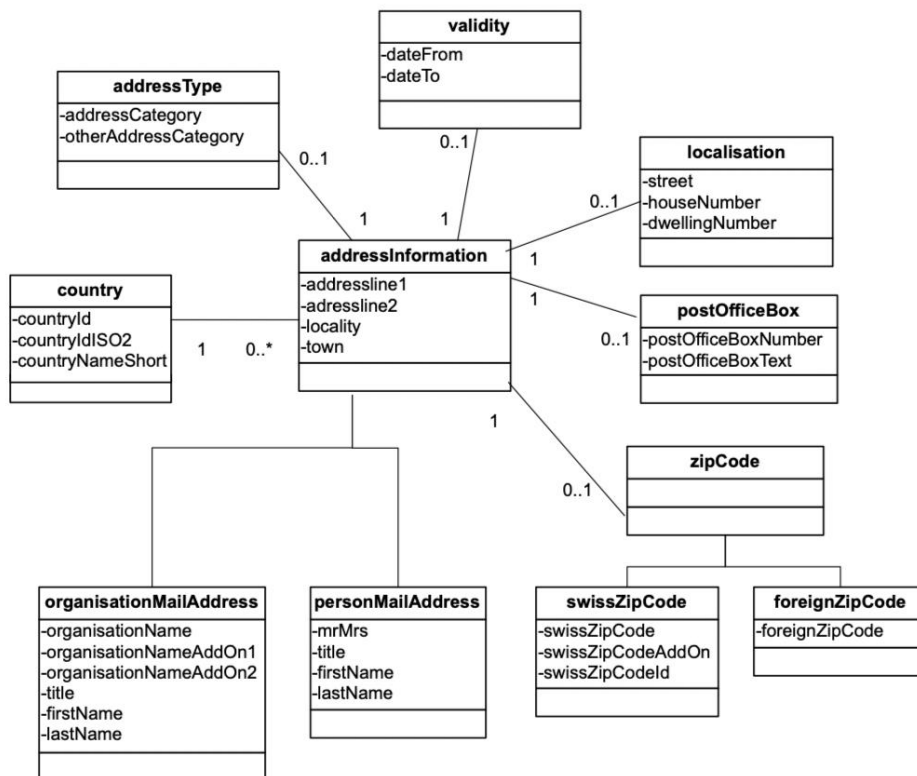 validity
-dateFrom
-dateTo
addressType
-addressCategory
-otherAddressCategory
0..1
0..1
localisation
-street
-houseNumber
-dwellingNumber
0..1
1
1
1
addressInformation
-addressline1
-adressline2
-locality
-town
country
-countryId
-countryIdISO2
-countryNameShort
1
0..*
1
0..1
postOfficeBox
-postOfficeBoxNumber
-postOfficeBoxText
1
0..1
zipCode
organisationMailAddress
-organisationName
-organisationNameAddOn1
-organisationNameAddOn2
-title
-firstName
-lastName
personMailAddress
-mrMrs
-title
-firstName
-lastName
swissZipCode
-swissZipCode
-swissZipCodeAddOn
-swissZipCodeId
foreignZipCode
-foreignZipCode